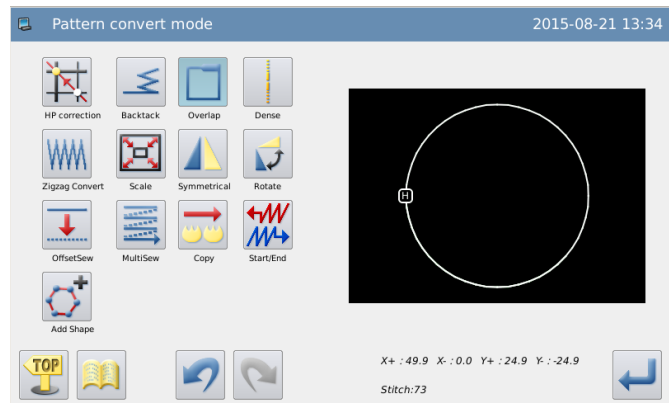 Pattern convert mode 2015-08-21 13:34
HP correction Backtack Overlap Dense
Zigzag Convert Scale Symmetrical Rotate
OffsetSew MultiSew Copy Start/End
Add Shape
H
TOP
X+ : 49.9 X- : 0.0 Y+ : 24.9 Y- : -24.9
Stitch:73